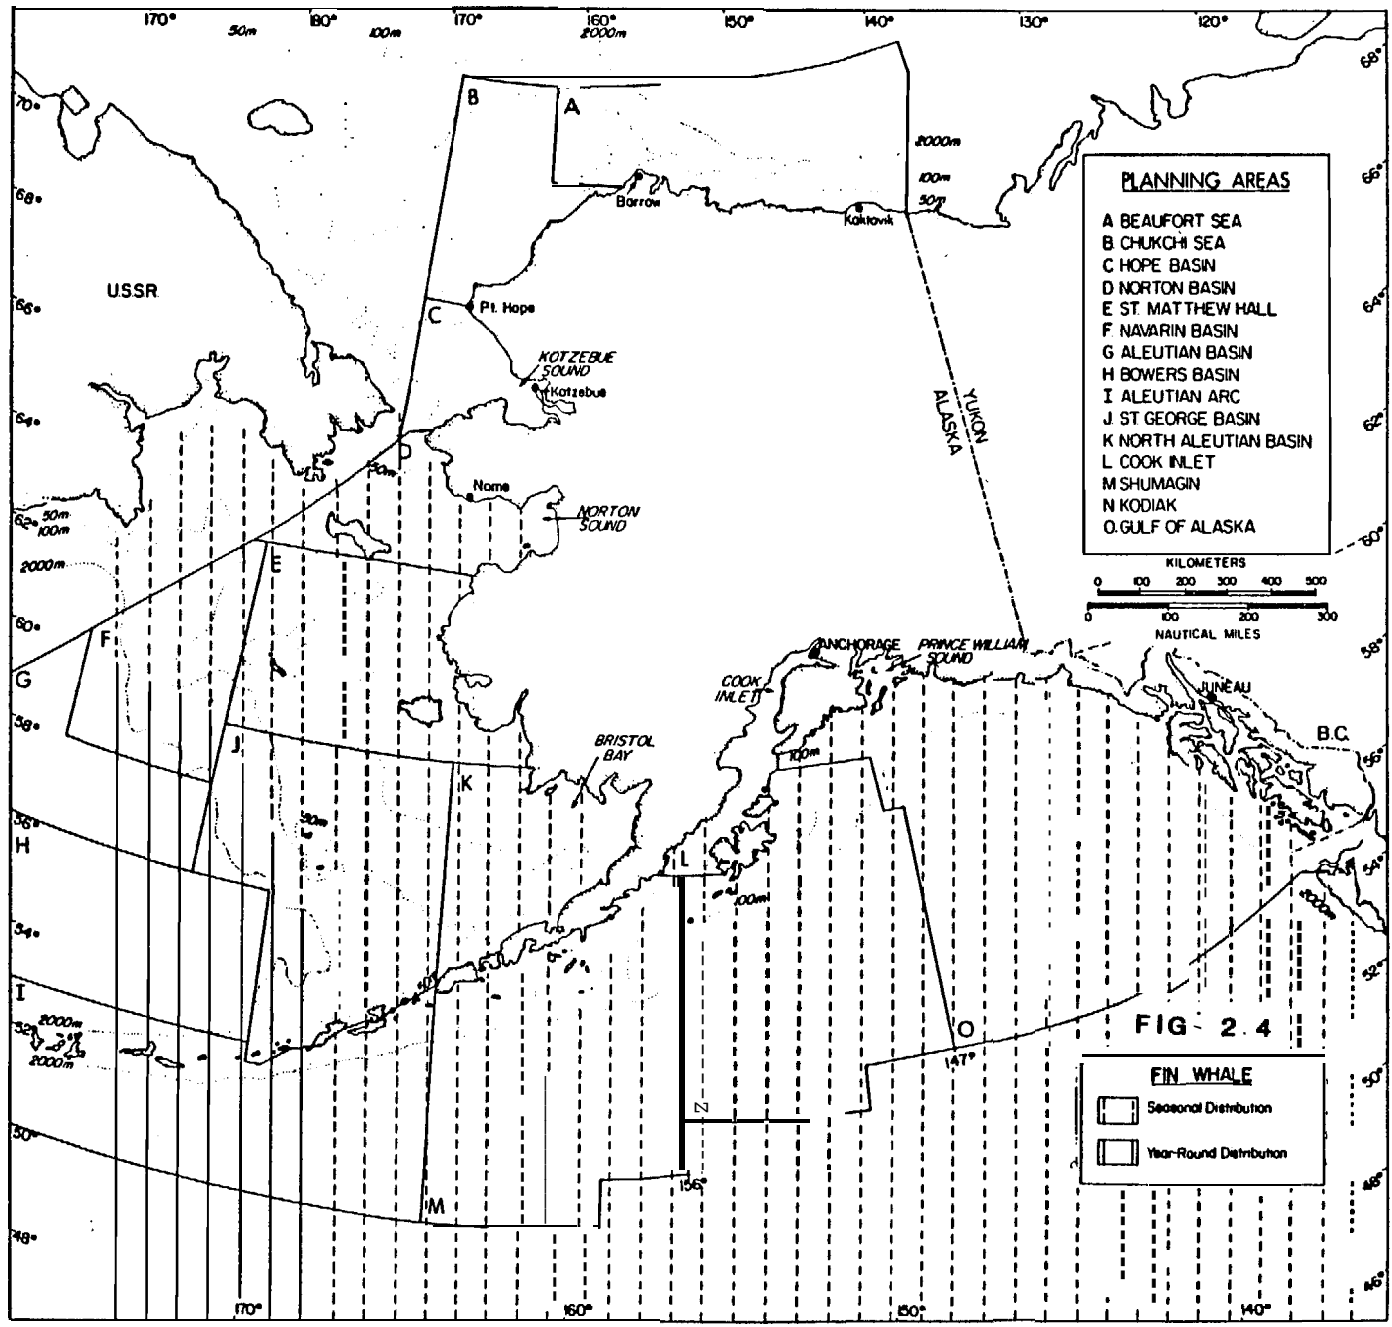 170°
180°
170°
160°
150°
140°
130°
120°
50m
100m
2000m
68°
70°
B
A
2000m
100m
50m
66°
68°
Barrow
Kaktovik
PLANNING AREAS
A BEAUFORT SEA
B CHUKCHI SEA
C HOPE BASIN
D NORTON BASIN
E ST. MATTHEW HALL
F NAVARIN BASIN
G ALEUTIAN BASIN
H BOWERS BASIN
I ALEUTIAN ARC
J ST GEORGE BASIN
K NORTH ALEUTIAN BASIN
L COOK INLET
M SHUMAGIN
N KODIAK
O. GULF OF ALASKA
U.S.S.R.
66°
C
Pt. Hope
64°
KOTZEBUE
SOUND
Kotzebue
YUKON
ALASKA
64°
62°
D
50m
Nome
NORTON
SOUND
62°
50m
100m
60°
2000m
E
KILOMETERS
0 100 200 300 400 500
0 100 200 300
NAUTICAL MILES
60°
F
G
ANCHORAGE
PRINCE WILLIAM
SOUND
58°
COOK
INLET
JUNEAU
B.C.
58°
J
BRISTOL
BAY
100m
56°
K
56°
H
50m
L
54°
100m
2000m
54°
52°
I
52°
2000m
2000m
O
147°
FIG 2.4
50°
FIN WHALE
Seasonal Distribution
Year-Round Distribution
N
50°
156°
48°
M
48°
46°
170°
160°
150°
140°